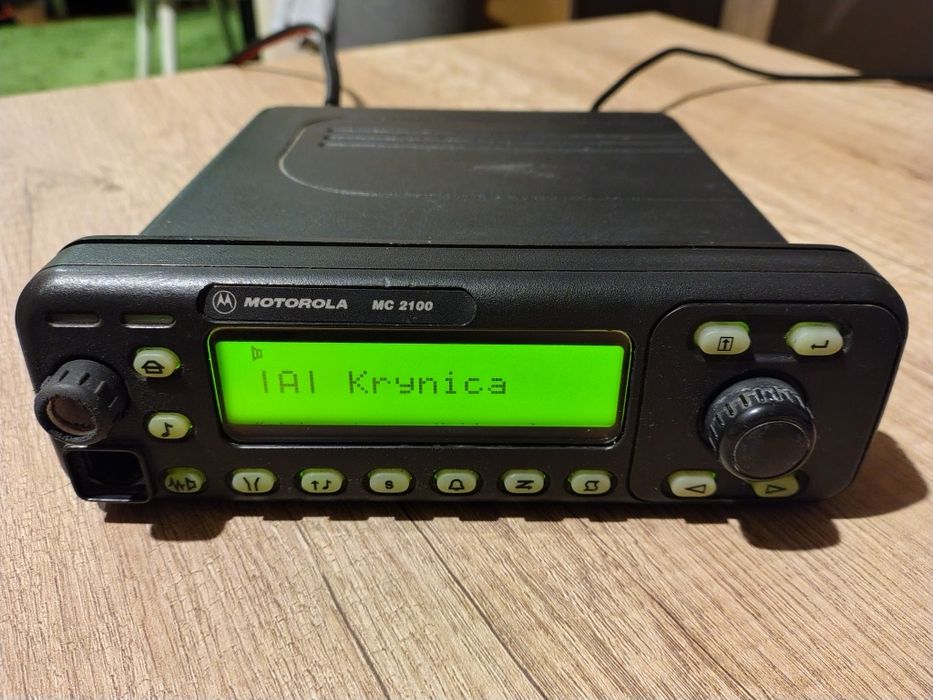 MOTOROLA MC 2100
|A| Krynica
S